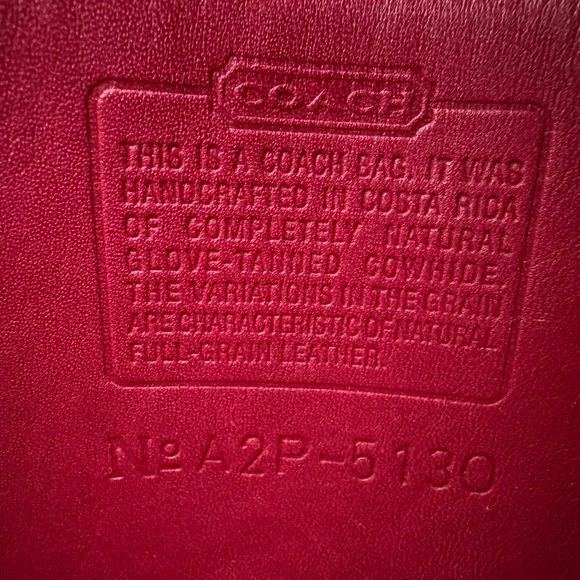 COACH
THIS IS A COACH BAG. IT WAS
HANDCRAFTED IN COSTA RICA
OF COMPLETELY NATURAL
GLOVE-TANNED COWHIDE.
THE VARIATIONS IN THE GRAIN
ARE CHARACTERISTIC OF NATURAL
FULL-GRAIN LEATHER.
Nº A2P-5130